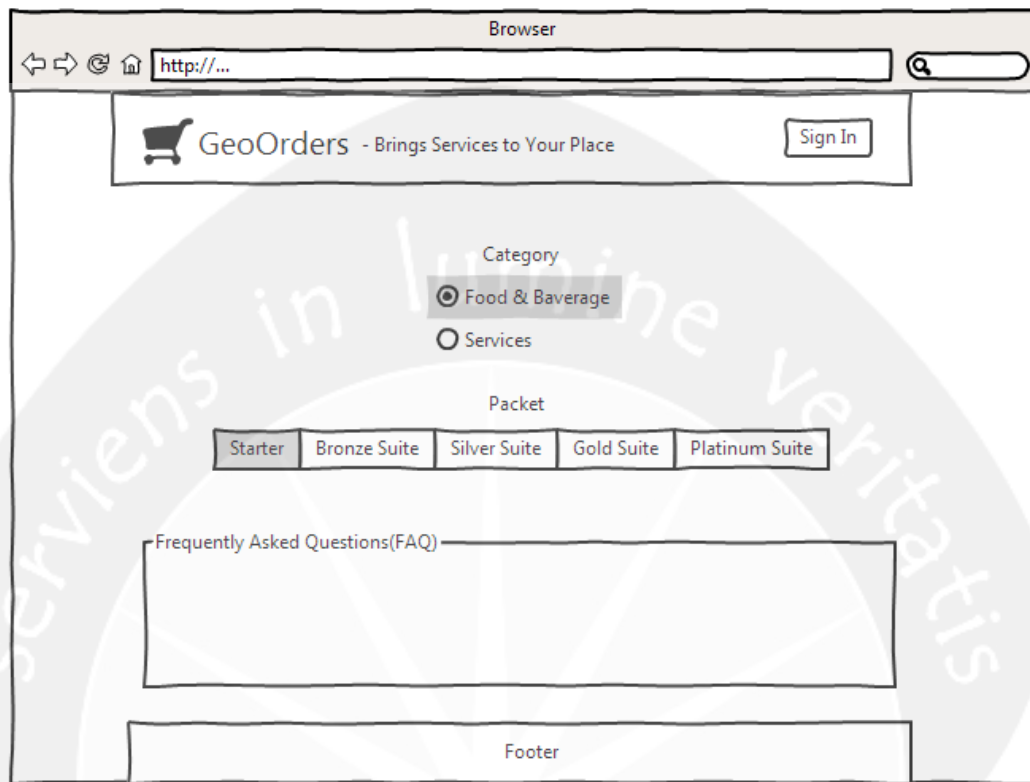 Browser
http://...
GeoOrders - Brings Services to Your Place
Sign In
Category
Food & Baverage
Services
Packet
Starter Bronze Suite Silver Suite Gold Suite Platinum Suite
Frequently Asked Questions(FAQ)
Footer
serviens in lumine veritatis